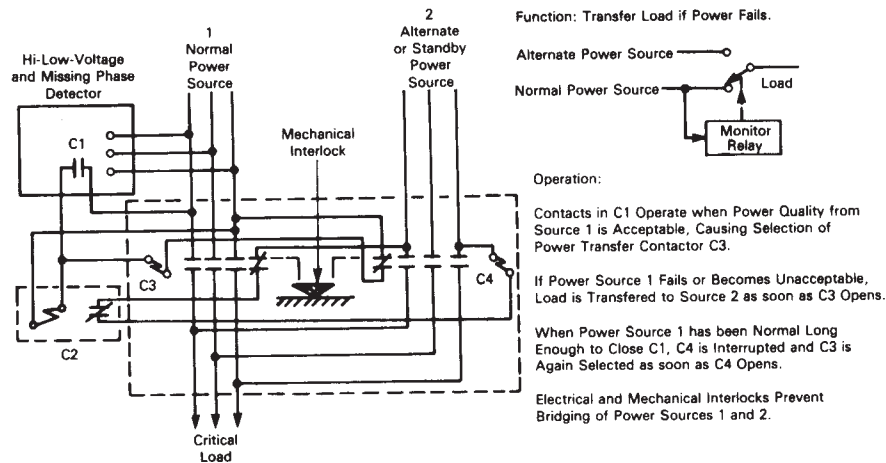 1
Normal
Power
Source
2
Alternate
or Standby
Power
Source
Hi-Low-Voltage
and Missing Phase
Detector
C1
Mechanical
Interlock
C3
C4
C2
Critical
Load
Function: Transfer Load if Power Fails.
Alternate Power Source
Normal Power Source
Load
Monitor
Relay
Operation:
Contacts in C1 Operate when Power Quality from
Source 1 is Acceptable, Causing Selection of
Power Transfer Contactor C3.
If Power Source 1 Fails or Becomes Unacceptable,
Load is Transfered to Source 2 as soon as C3 Opens.
When Power Source 1 has been Normal Long
Enough to Close C1, C4 is Interrupted and C3 is
Again Selected as soon as C4 Opens.
Electrical and Mechanical Interlocks Prevent
Bridging of Power Sources 1 and 2.